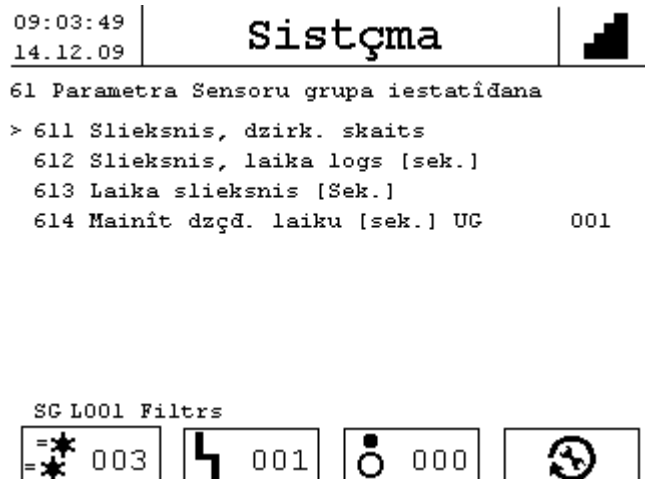 09:03:49
14.12.09
Sistçma
61 Parametra Sensoru grupa iestatîđana
> 611 Slieksnis, dzirk. skaits
612 Slieksnis, laika logs [sek.]
613 Laika slieksnis [Sek.]
614 Mainît dzçđ. laiku [sek.] UG 001
SG L001 Filtrs
003 001 000